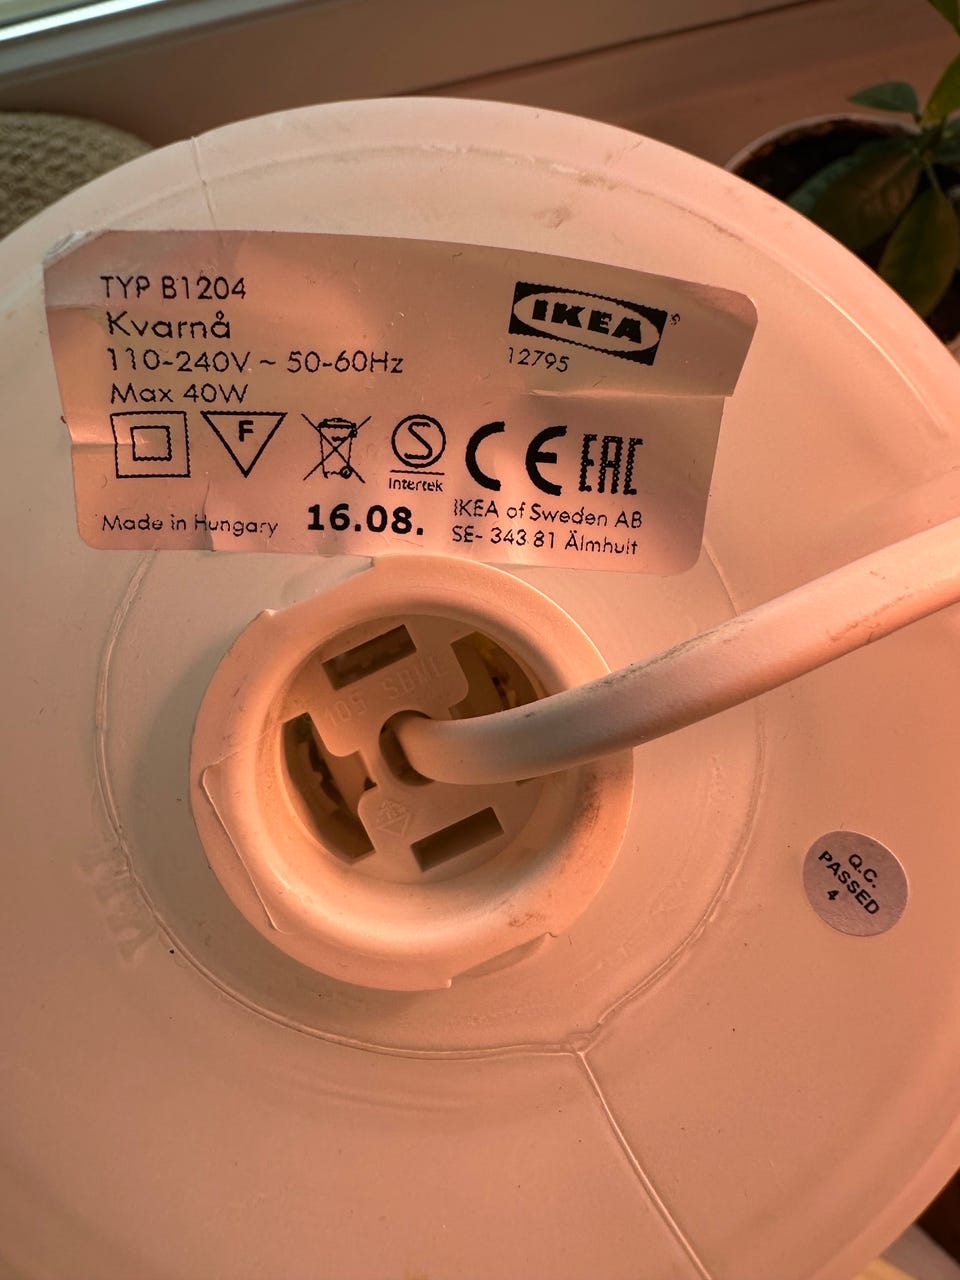 TYP B1204
Kvarnå
110-240V ~ 50-60Hz
Max 40W
IKEA®
12795
F
S
Intertek
CE
EAC
Made in Hungary
16.08.
IKEA of Sweden AB
SE- 343 81 Älmhult
Q.C.
PASSED
4